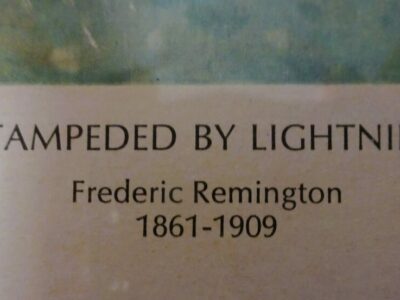 TAMPEDED BY LIGHTNI
Frederic Remington
1861-1909